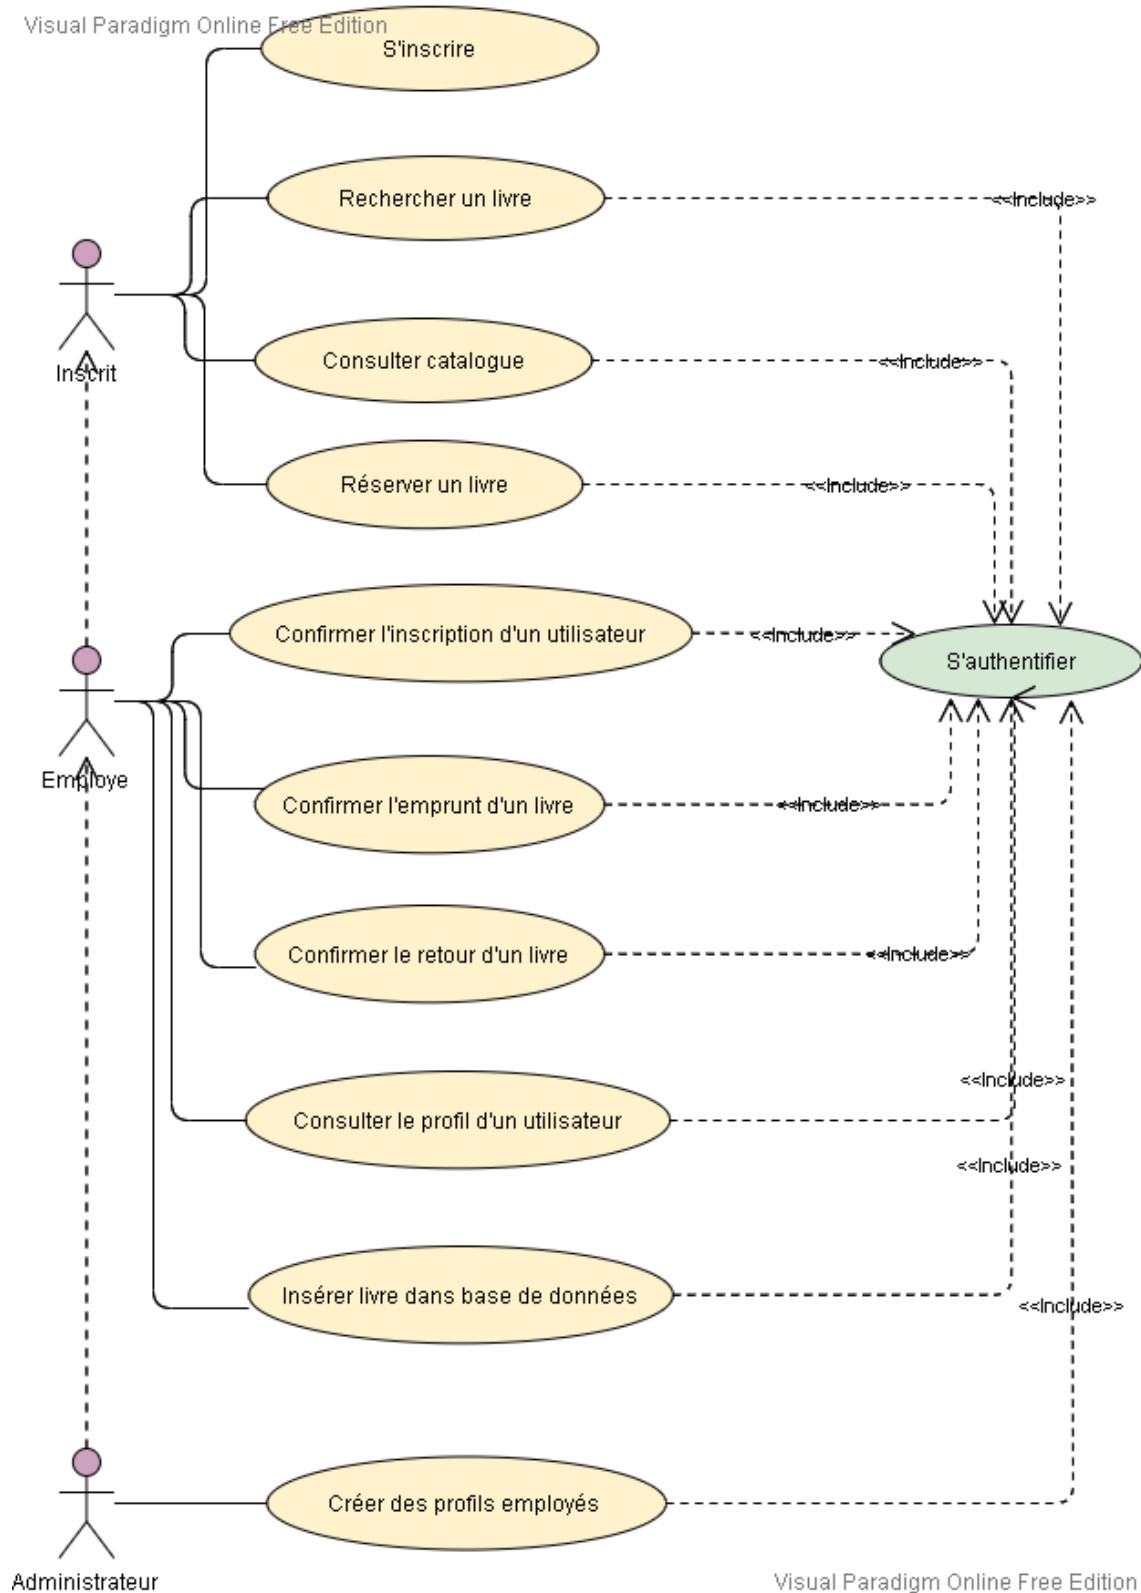 Visual Paradigm Online Free Edition
S'inscrire
Rechercher un livre
<<Include>>
Inscrit
Consulter catalogue
<<Include>>
Réserver un livre
<<Include>>
Confirmer l'inscription d'un utilisateur
<<Include>>
S'authentifier
Employe
Confirmer l'emprunt d'un livre
<<Include>>
Confirmer le retour d'un livre
<<Include>>
<<Include>>
Consulter le profil d'un utilisateur
<<Include>>
Insérer livre dans base de données
<<Include>>
Créer des profils employés
Administrateur
Visual Paradigm Online Free Edition